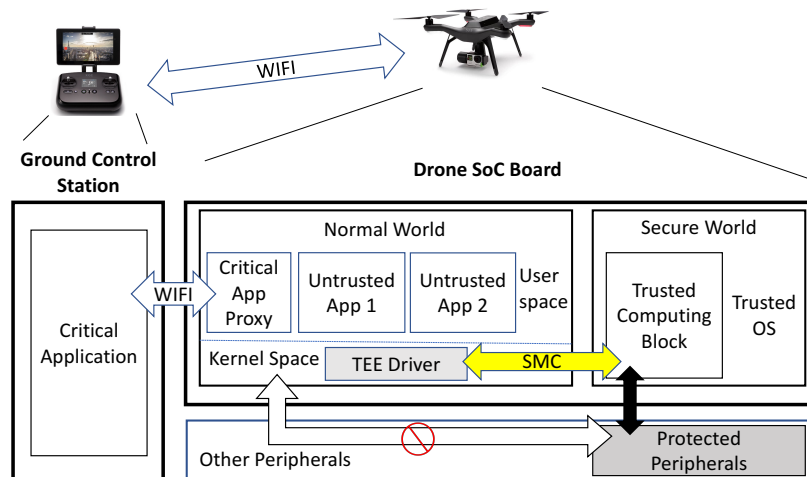 WIFI
Ground Control
Station
Drone SoC Board
Normal World
Secure World
Critical
App
Proxy
Untrusted
App 1
Untrusted
App 2
User
space
Trusted
Computing
Block
Trusted
OS
WIFI
Critical
Application
Kernel Space
TEE Driver
SMC
Other Peripherals
Protected
Peripherals